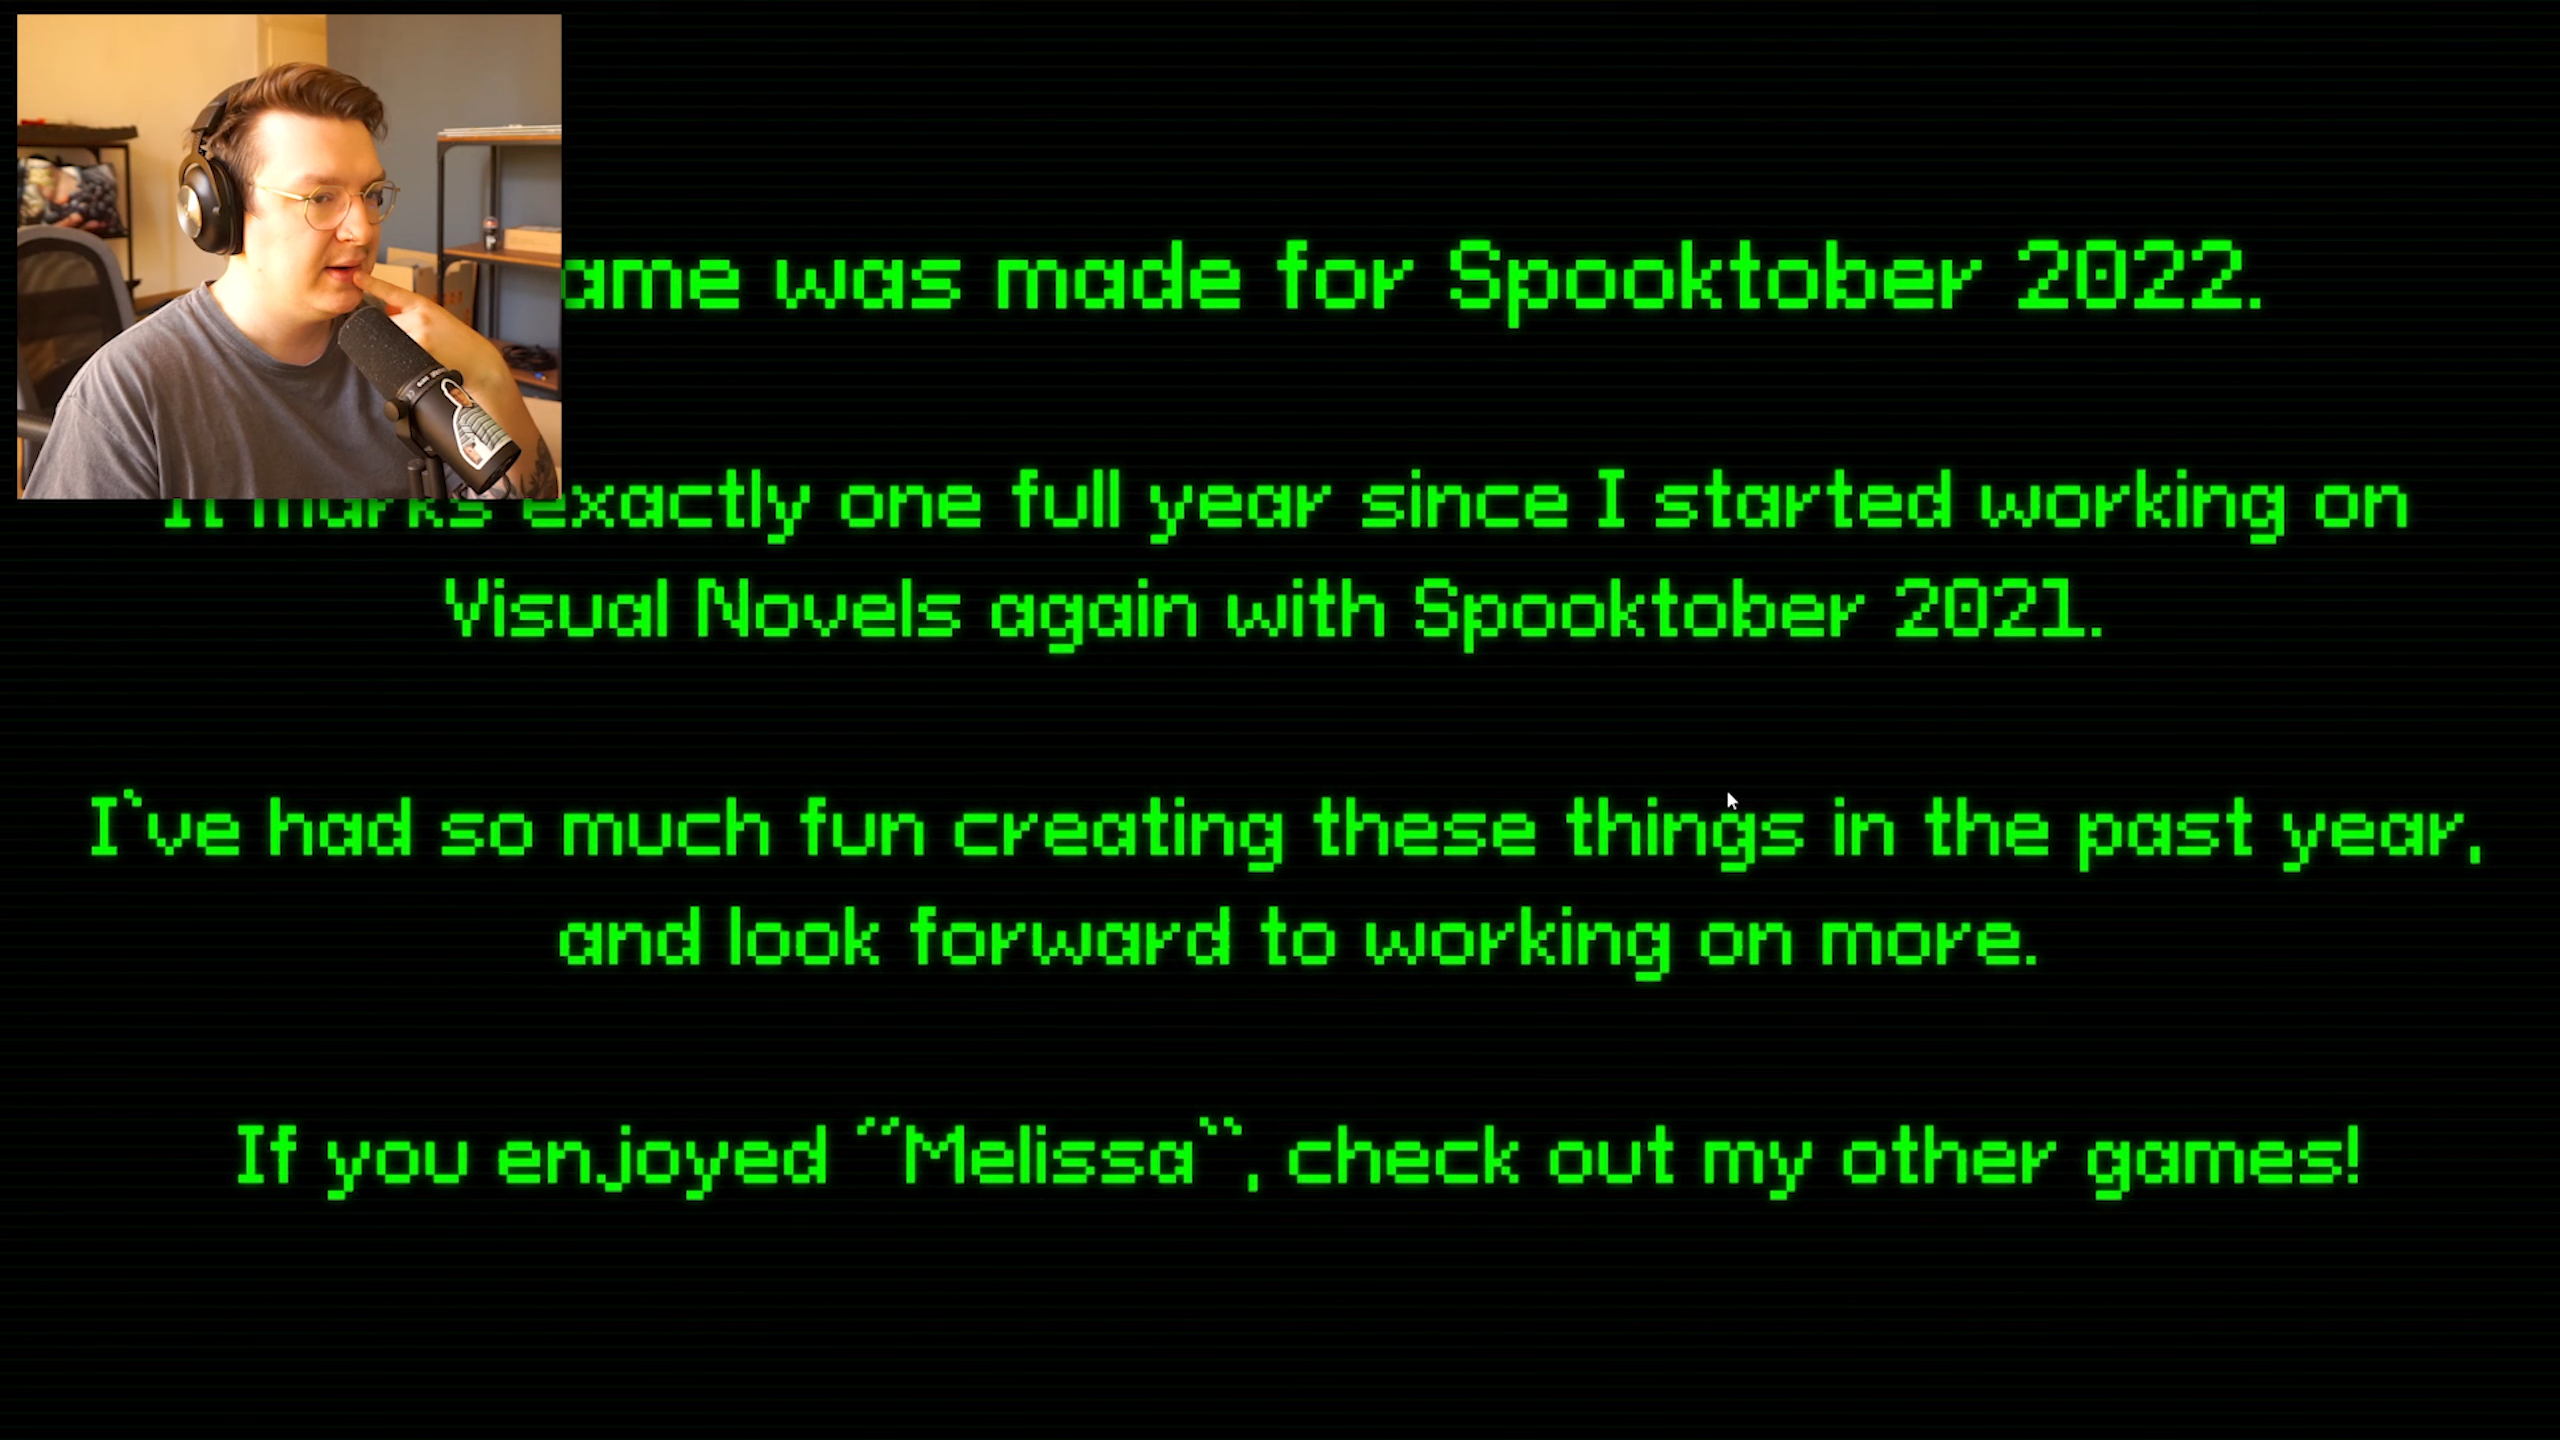 ame was made for Spooktober 2022.
It marks exactly one full year since I started working on
Visual Novels again with Spooktober 2021.
I`ve had so much fun creating these things in the past year,
and look forward to working on more.
If you enjoyed ´´Melissa``, check out my other games!